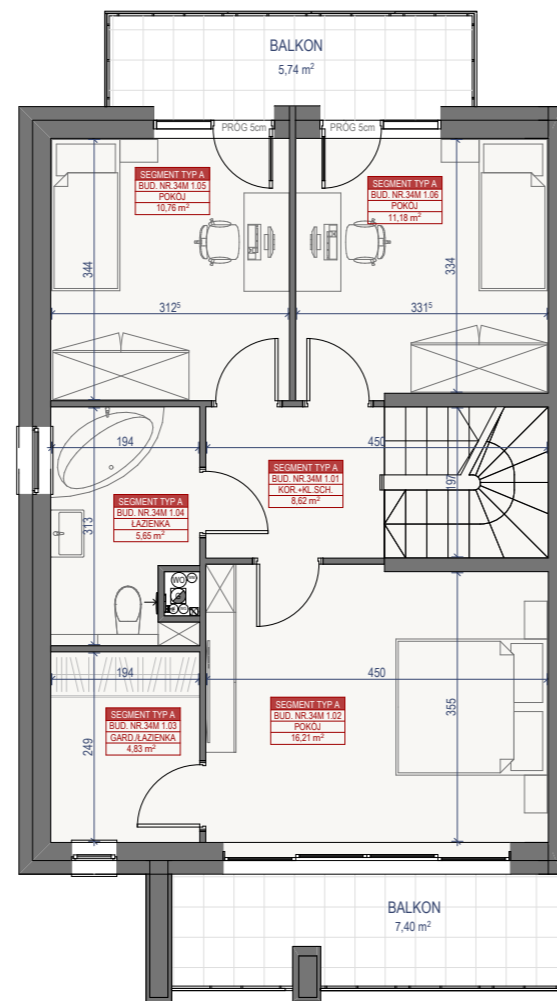 BALKON
5,74 m²
PRÓG 5cm
PRÓG 5cm
SEGMENT TYP A
BUD. NR.34M 1.05
POKÓJ
10,76 m²
SEGMENT TYP A
BUD. NR.34M 1.06
POKÓJ
11,18 m²
344
334
312⁵
331⁵
194
450
SEGMENT TYP A
BUD. NR.34M 1.01
KOR.+KL.SCH.
8,62 m²
197
SEGMENT TYP A
BUD. NR.34M 1.04
ŁAZIENKA
5,65 m²
313
WO
194
450
SEGMENT TYP A
BUD. NR.34M 1.02
POKÓJ
16,21 m²
355
SEGMENT TYP A
BUD. NR.34M 1.03
GARD./ŁAZIENKA
4,83 m²
249
BALKON
7,40 m²